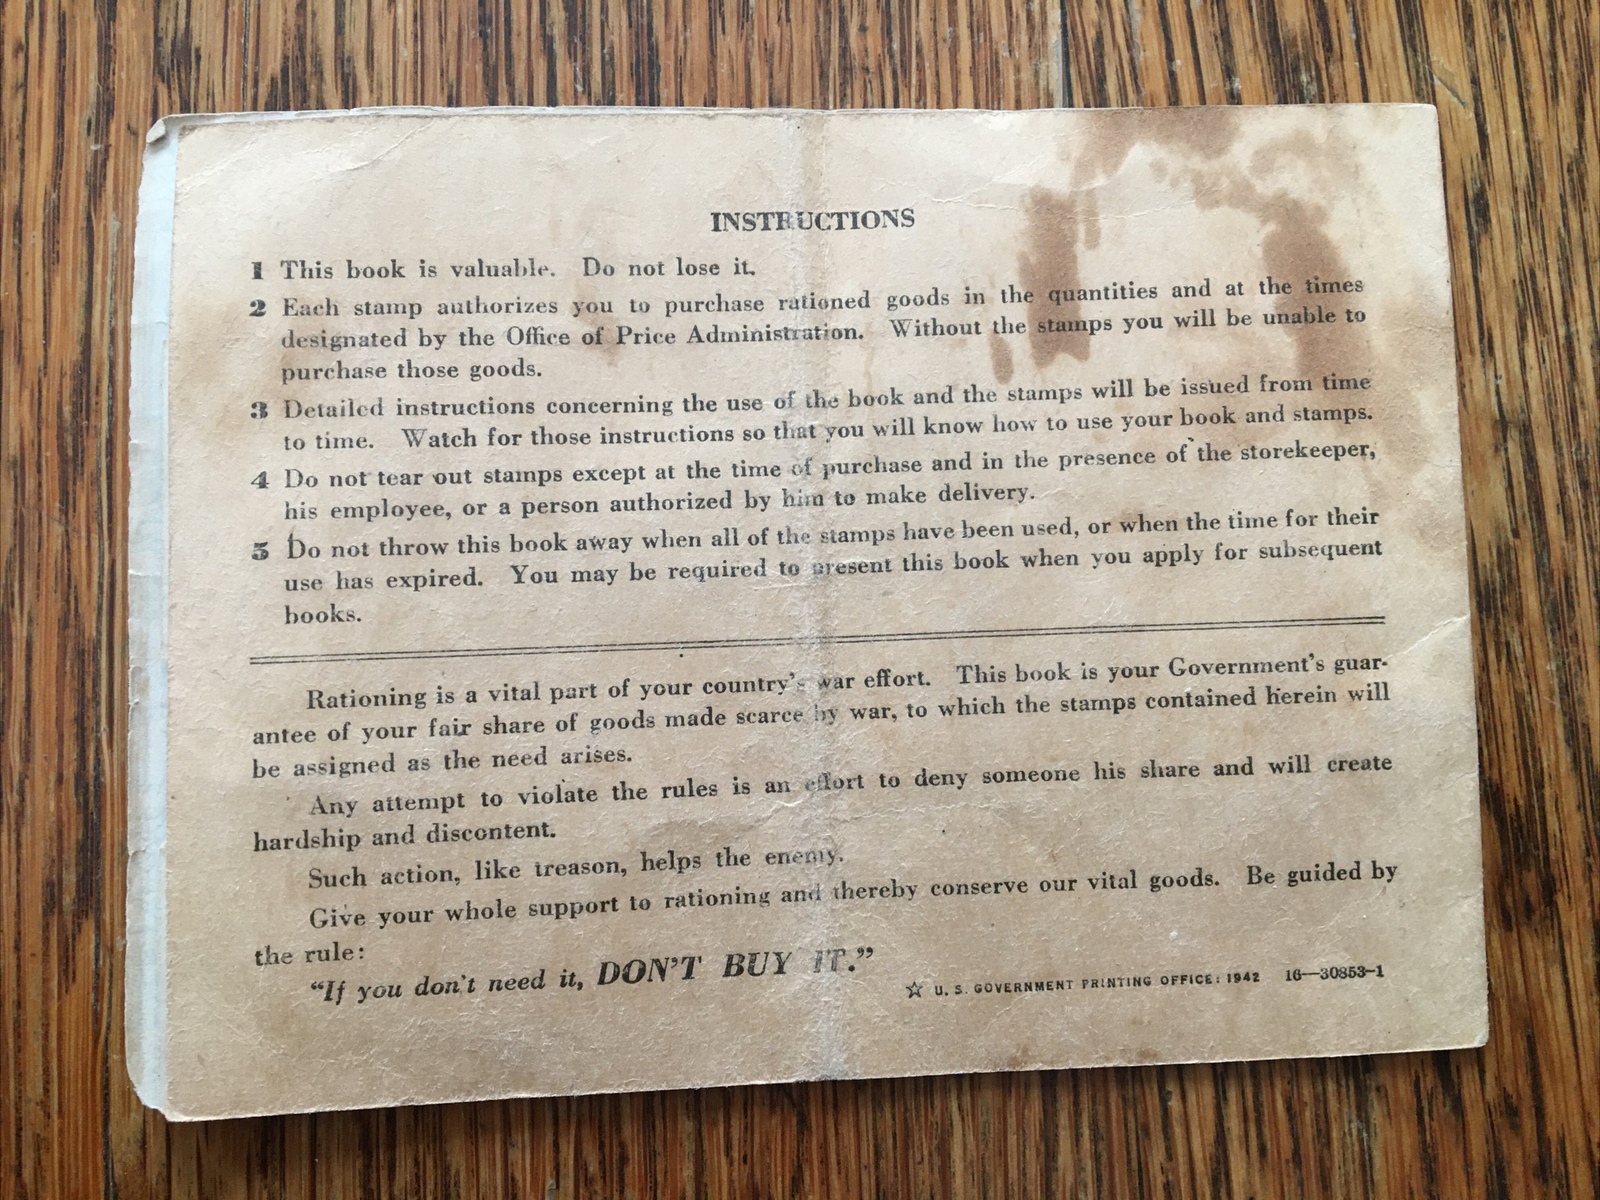 INSTRUCTIONS
1 This book is valuable. Do not lose it.
2 Each stamp authorizes you to purchase rationed goods in the quantities and at the times
designated by the Office of Price Administration. Without the stamps you will be unable to
purchase those goods.
3 Detailed instructions concerning the use of the book and the stamps will be issued from time
to time. Watch for those instructions so that you will know how to use your book and stamps.
4 Do not tear out stamps except at the time of purchase and in the presence of the storekeeper,
his employee, or a person authorized by him to make delivery.
5 Do not throw this book away when all of the stamps have been used, or when the time for their
use has expired. You may be required to present this book when you apply for subsequent
books.
Rationing is a vital part of your country's war effort. This book is your Government's guar-
antee of your fair share of goods made scarce by war, to which the stamps contained herein will
be assigned as the need arises.
Any attempt to violate the rules is an effort to deny someone his share and will create
hardship and discontent.
Such action, like treason, helps the enemy.
Give your whole support to rationing and thereby conserve our vital goods. Be guided by
the rule:
"If you don't need it, DON'T BUY IT."
☆ U. S. GOVERNMENT PRINTING OFFICE: 1942 16—30853-1